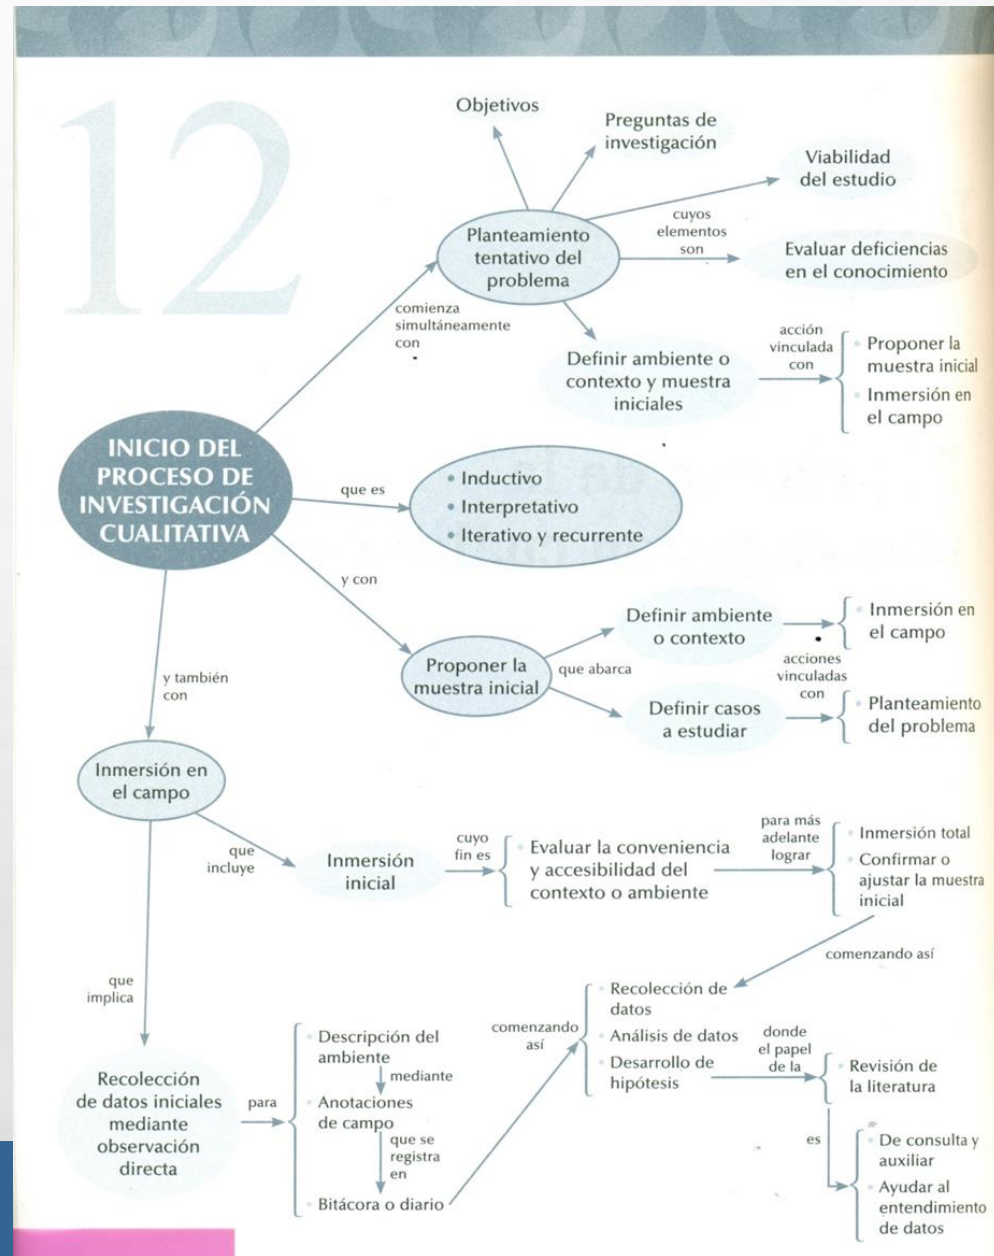 12
Objetivos
Preguntas de
investigación
Viabilidad
del estudio
Planteamiento
tentativo del
problema
cuyos
elementos
son
Evaluar deficiencias
en el conocimiento
comienza
simultáneamente
con
Definir ambiente o
contexto y muestra
iniciales
acción
vinculada
con
• Proponer la
muestra inicial
• Inmersión en
el campo
INICIO DEL
PROCESO DE
INVESTIGACIÓN
CUALITATIVA
que es
• Inductivo
• Interpretativo
• Iterativo y recurrente
y con
Proponer la
muestra inicial
que abarca
Definir ambiente
o contexto
• Inmersión en
el campo
acciones
vinculadas
con
Definir casos
a estudiar
• Planteamiento
del problema
y también
con
Inmersión en
el campo
que
incluye
Inmersión
inicial
cuyo
fin es
• Evaluar la conveniencia
y accesibilidad del
contexto o ambiente
para más
adelante
lograr
• Inmersión total
• Confirmar o
ajustar la muestra
inicial
comenzando así
que
implica
Recolección
de datos iniciales
mediante
observación
directa
para
• Descripción del
ambiente
mediante
• Anotaciones
de campo
que se
registra
en
• Bitácora o diario
comenzando
así
• Recolección de
datos
• Análisis de datos
• Desarrollo de
hipótesis
donde
el papel
de la
• Revisión de
la literatura
es
• De consulta y
auxiliar
• Ayudar al
entendimiento
de datos